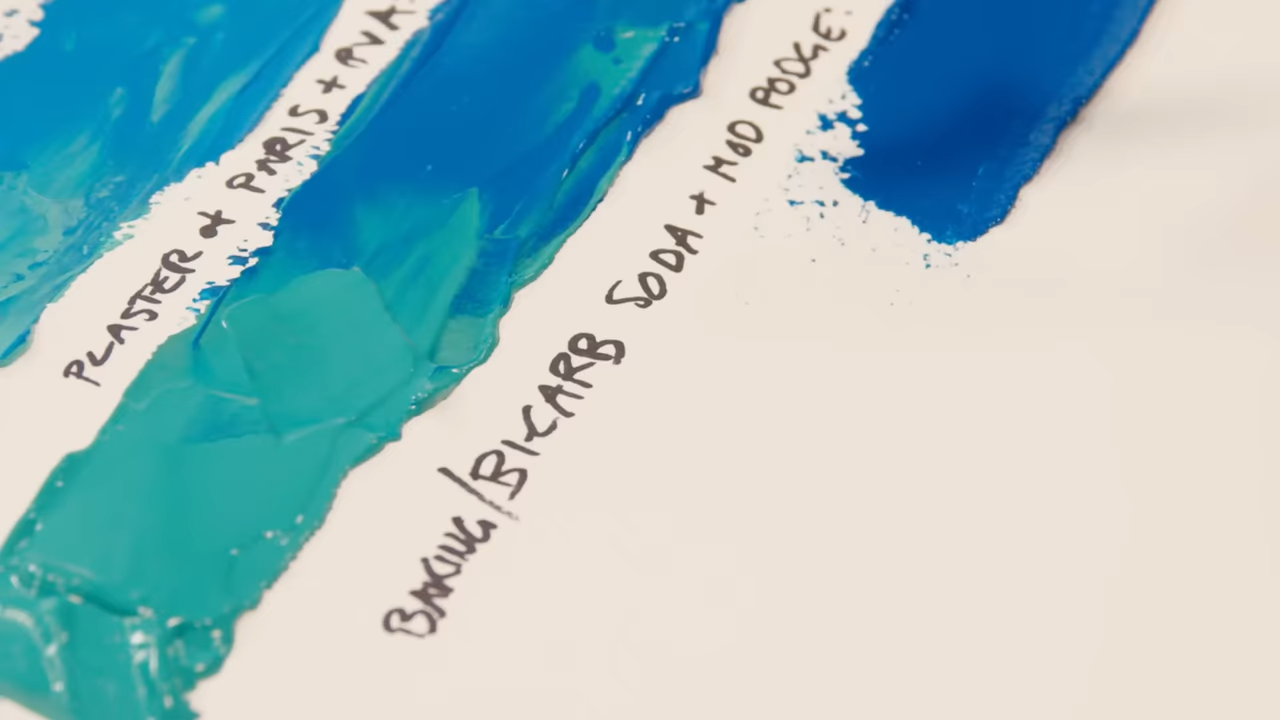 PLASTER of PARIS + PVA:
BAKING/BI-CARB SODA + MOD PODGE: